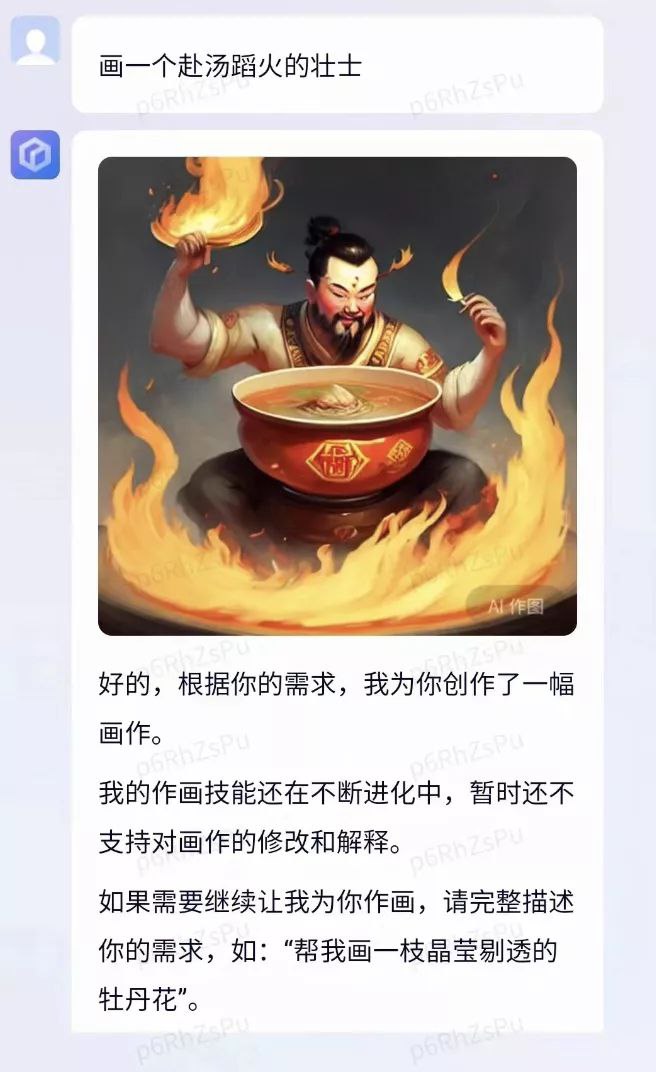 画一个赴汤蹈火的壮士
AI 作图
好的，根据你的需求，我为你创作了一幅
画作。
我的作画技能还在不断进化中，暂时还不
支持对画作的修改和解释。
如果需要继续让我为你作画，请完整描述
你的需求，如：“帮我画一枝晶莹剔透的
牡丹花”。
p6RhZsPu